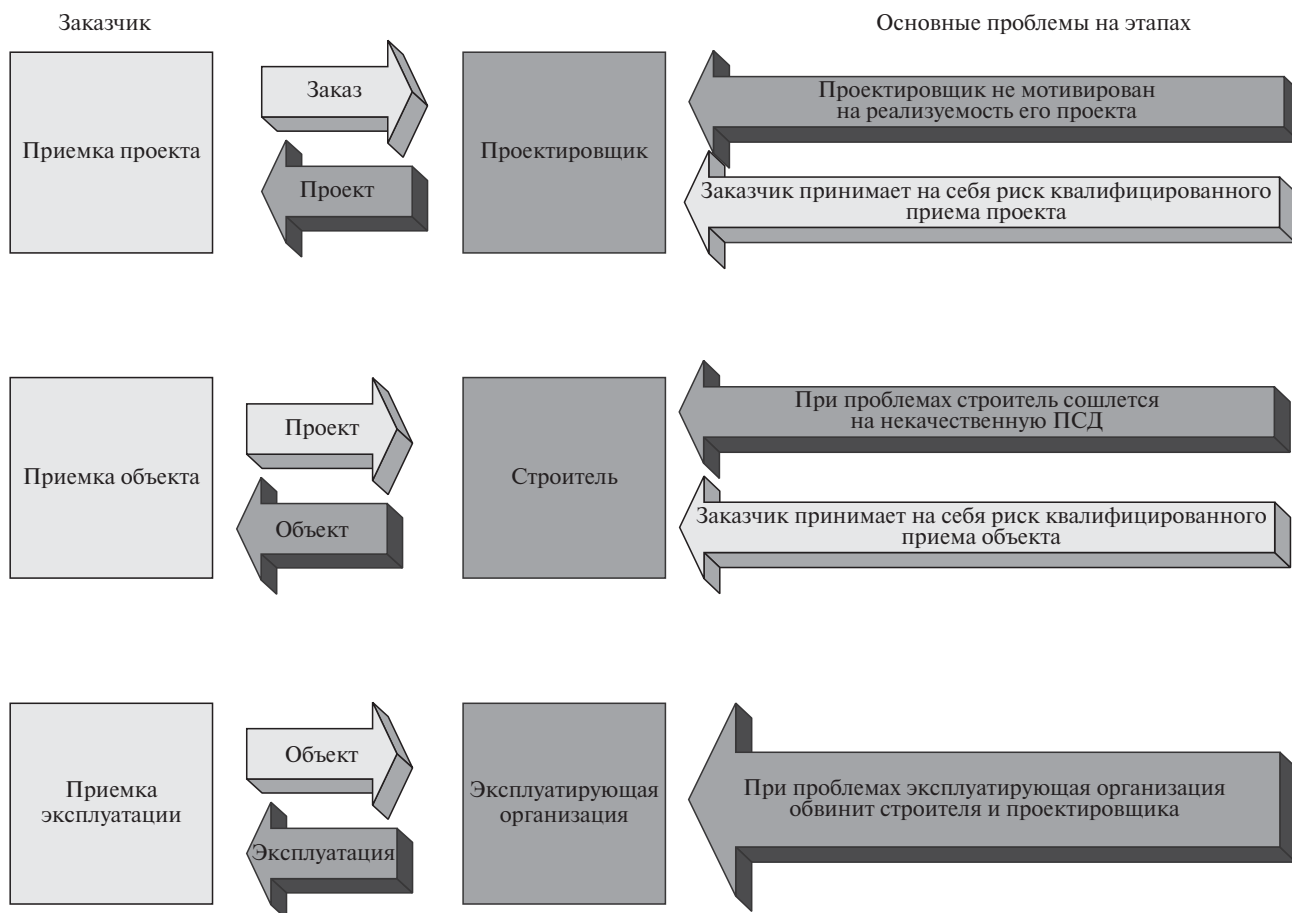 Заказчик
Основные проблемы на этапах
Приемка проекта
Заказ
Проект
Проектировщик
Проектировщик не мотивирован
на реализуемость его проекта
Заказчик принимает на себя риск квалифицированного
приема проекта
Приемка объекта
Проект
Объект
Строитель
При проблемах строитель сошлется
на некачественную ПСД
Заказчик принимает на себя риск квалифицированного
приема объекта
Приемка
эксплуатации
Объект
Эксплуатация
Эксплуатирующая
организация
При проблемах эксплуатирующая организация
обвинит строителя и проектировщика